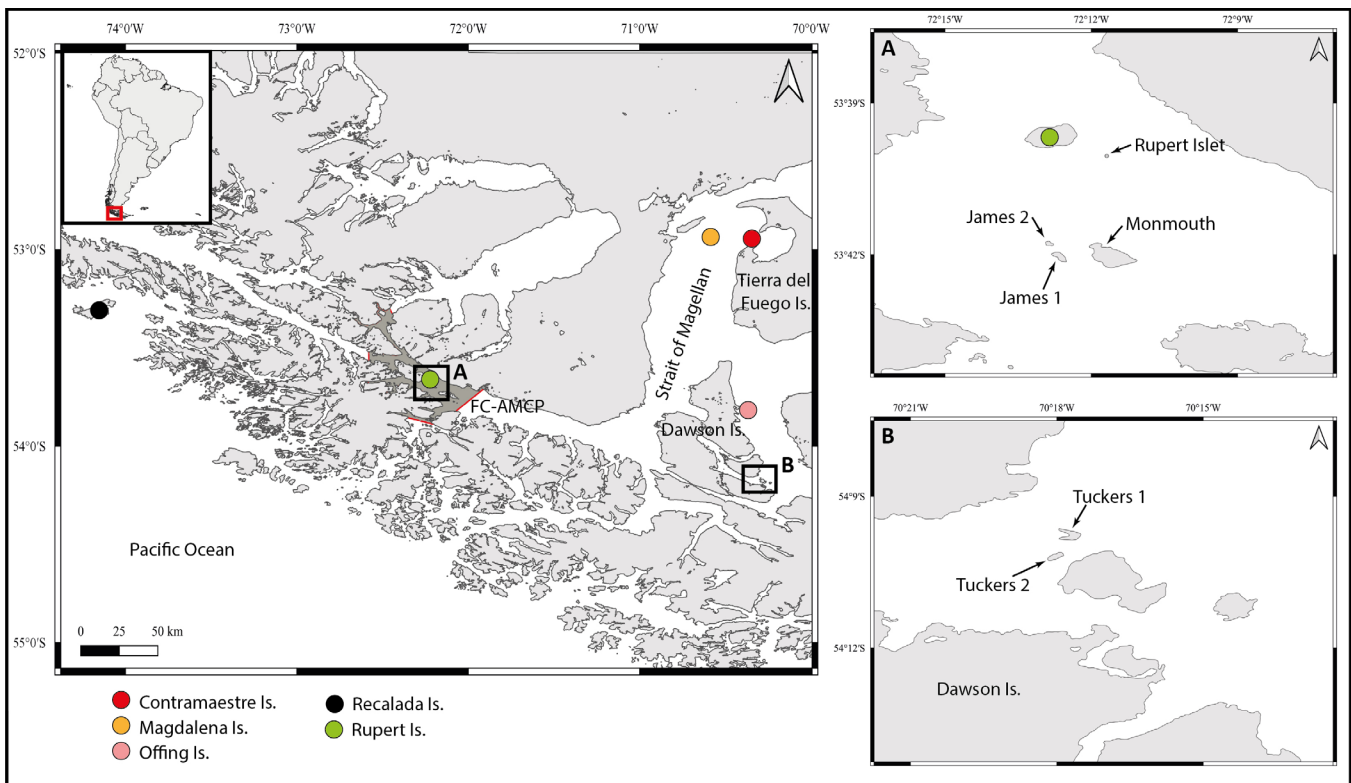 74°0'W 73°0'W 72°0'W 71°0'W 70°0'W
52°0'S
53°0'S
54°0'S
55°0'S
Tierra del
Fuego Is.
Strait of Magellan
A
FC-AMCP
Dawson Is.
B
Pacific Ocean
0 25 50 km
Contramaestre Is.
Magdalena Is.
Offing Is.
Recalada Is.
Rupert Is.
72°15'W 72°12'W 72°9'W
A
53°39'S
Rupert Islet
James 2
Monmouth
53°42'S
James 1
70°21'W 70°18'W 70°15'W
B
54°9'S
Tuckers 1
Tuckers 2
54°12'S
Dawson Is.